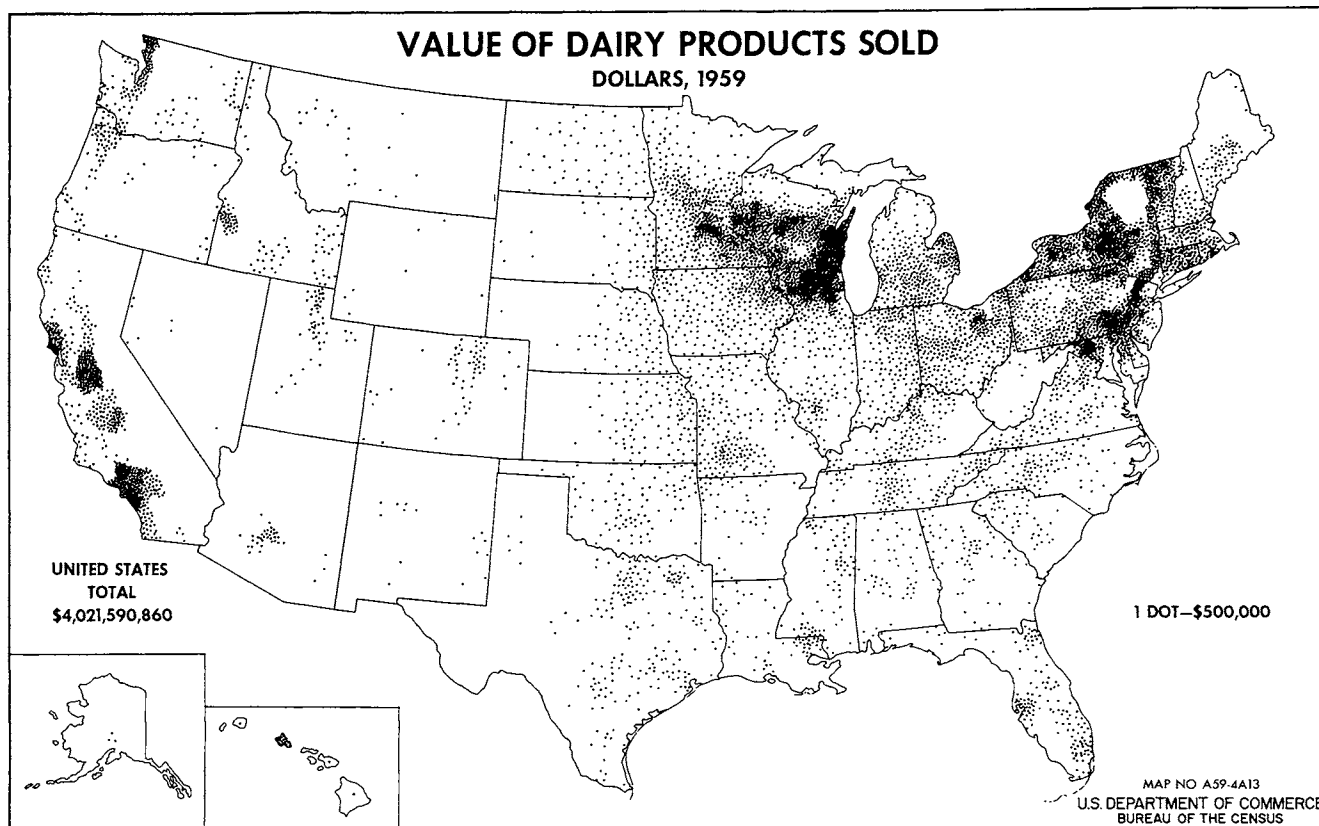 VALUE OF DAIRY PRODUCTS SOLD
DOLLARS, 1959
UNITED STATES
TOTAL
$4,021,590,860
1 DOT—$500,000
MAP NO A59-4A13
U.S. DEPARTMENT OF COMMERCE
BUREAU OF THE CENSUS